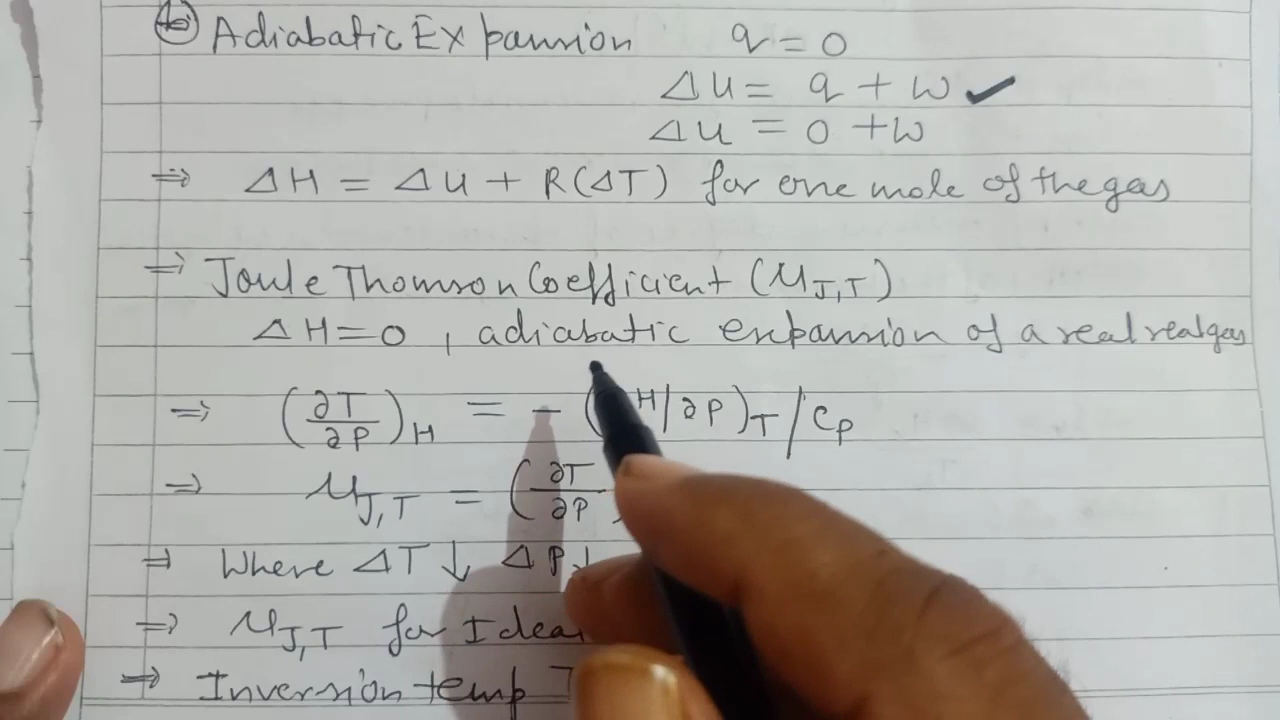 Adiabatic Expansion q = 0
ΔU = q + W ✓
ΔU = 0 + W
⇒ ΔH = ΔU + R(ΔT) for one mole of the gas
⇒ Joule Thomson Coefficient (μJ,T)
ΔH = 0 , adiabatic expansion of a real real gas
⇒ (∂T/∂P)H = - ( H/∂P)T / CP
⇒ μJ,T = (∂T/∂P
⇒ Where ΔT ↓ ΔP ↓
⇒ μJ,T for Idea
⇒ Inversion temp T